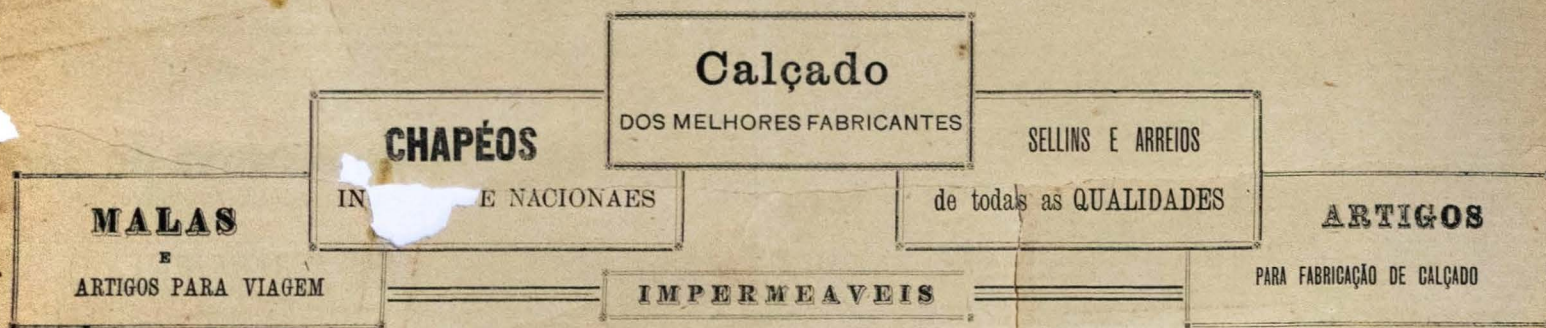 Calçado
DOS MELHORES FABRICANTES
CHAPÉOS
E NACIONAES
SELLINS E ARREIOS
de todas as QUALIDADES
MALAS
E
ARTIGOS PARA VIAGEM
ARTIGOS
PARA FABRICAÇÃO DE CALÇADO
IMPERMEAVEIS